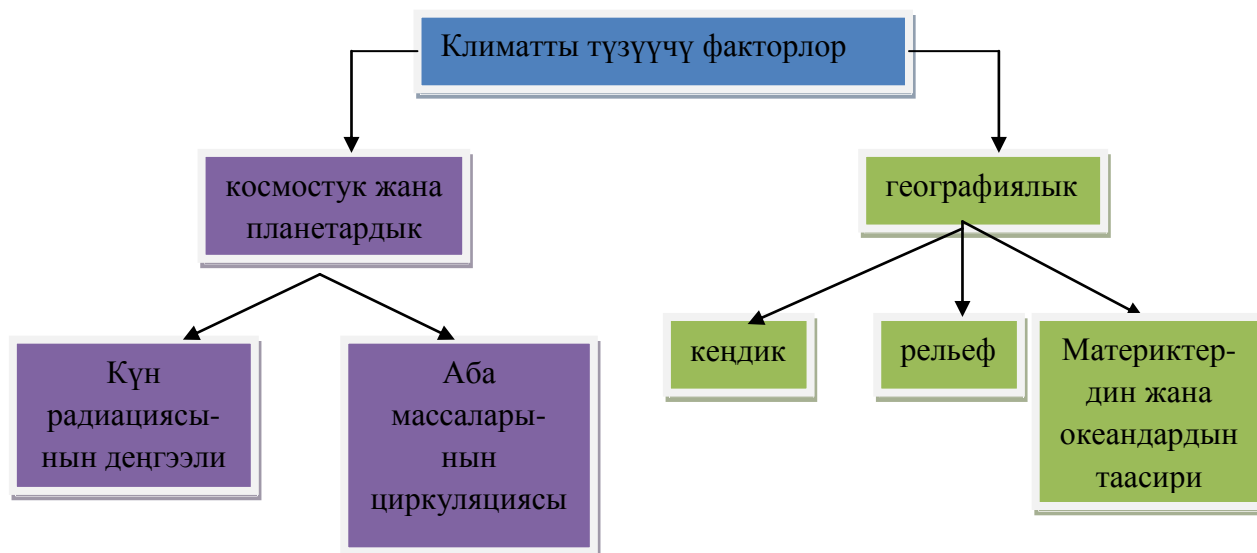 Климатты түзүүчү факторлор
космостук жана
планетардык
географиялык
Күн
радиациясы-
нын деңгээли
Аба
массалары-
нын
циркуляциясы
кеңдик
рельеф
Материктер-
дин жана
океандардын
таасири